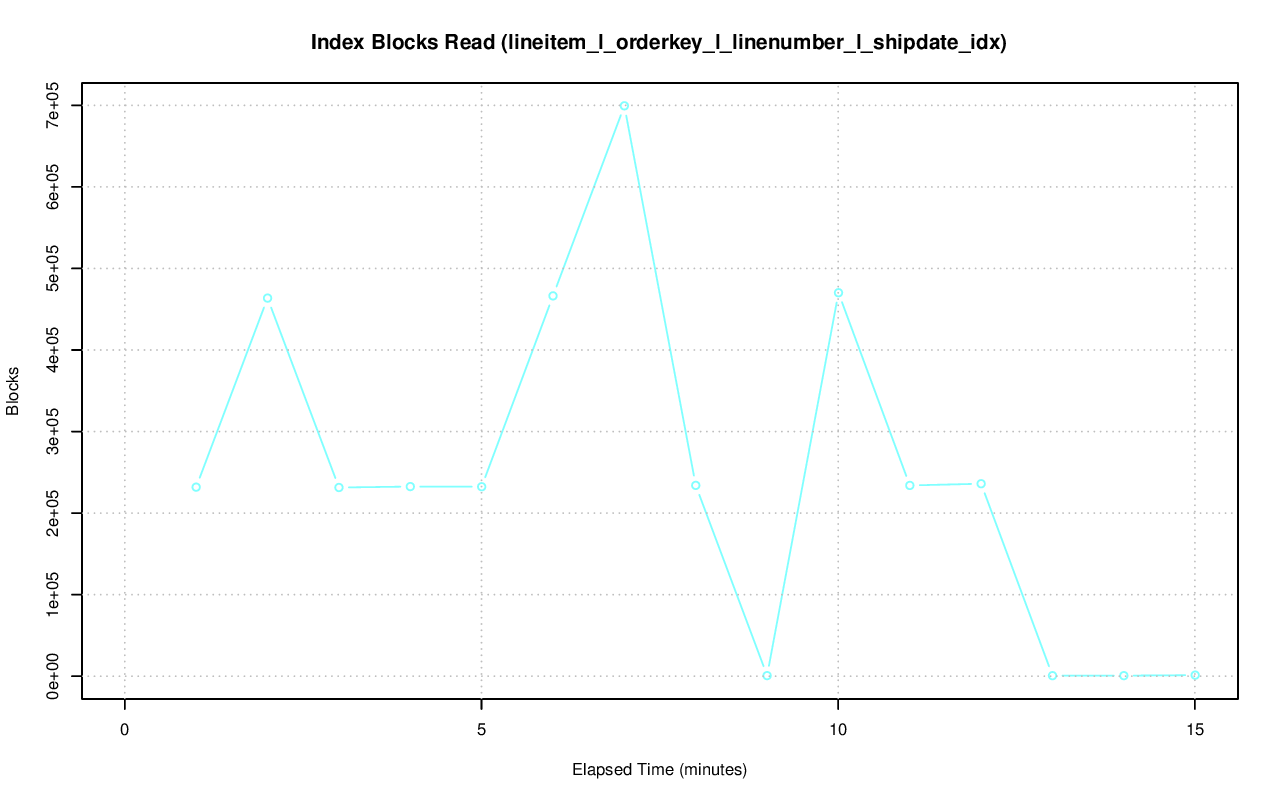 Index Blocks Read (lineitem_l_orderkey_l_linenumber_l_shipdate_idx)
7e+05
6e+05
5e+05
4e+05
3e+05
2e+05
1e+05
0e+00
Blocks
0 5 10 15
Elapsed Time (minutes)